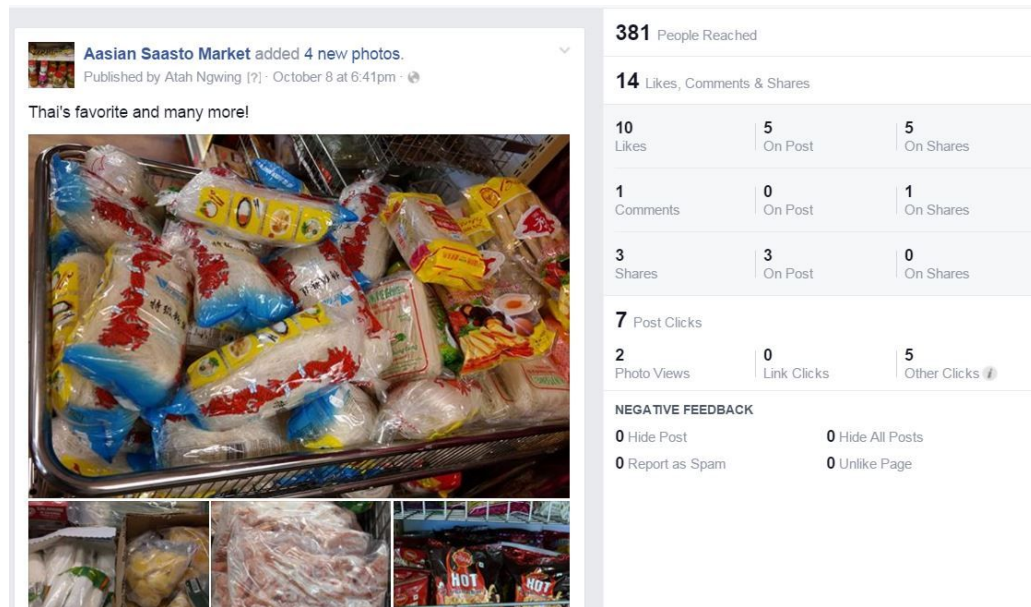 Aasian Saasto Market added 4 new photos.
Published by Atah Ngwing [?] · October 8 at 6:41pm ·
Thai's favorite and many more!
HOT
HOT
381 People Reached
14 Likes, Comments & Shares
10 5 5
Likes On Post On Shares
1 0 1
Comments On Post On Shares
3 3 0
Shares On Post On Shares
7 Post Clicks
2 0 5
Photo Views Link Clicks Other Clicks i
NEGATIVE FEEDBACK
0 Hide Post 0 Hide All Posts
0 Report as Spam 0 Unlike Page